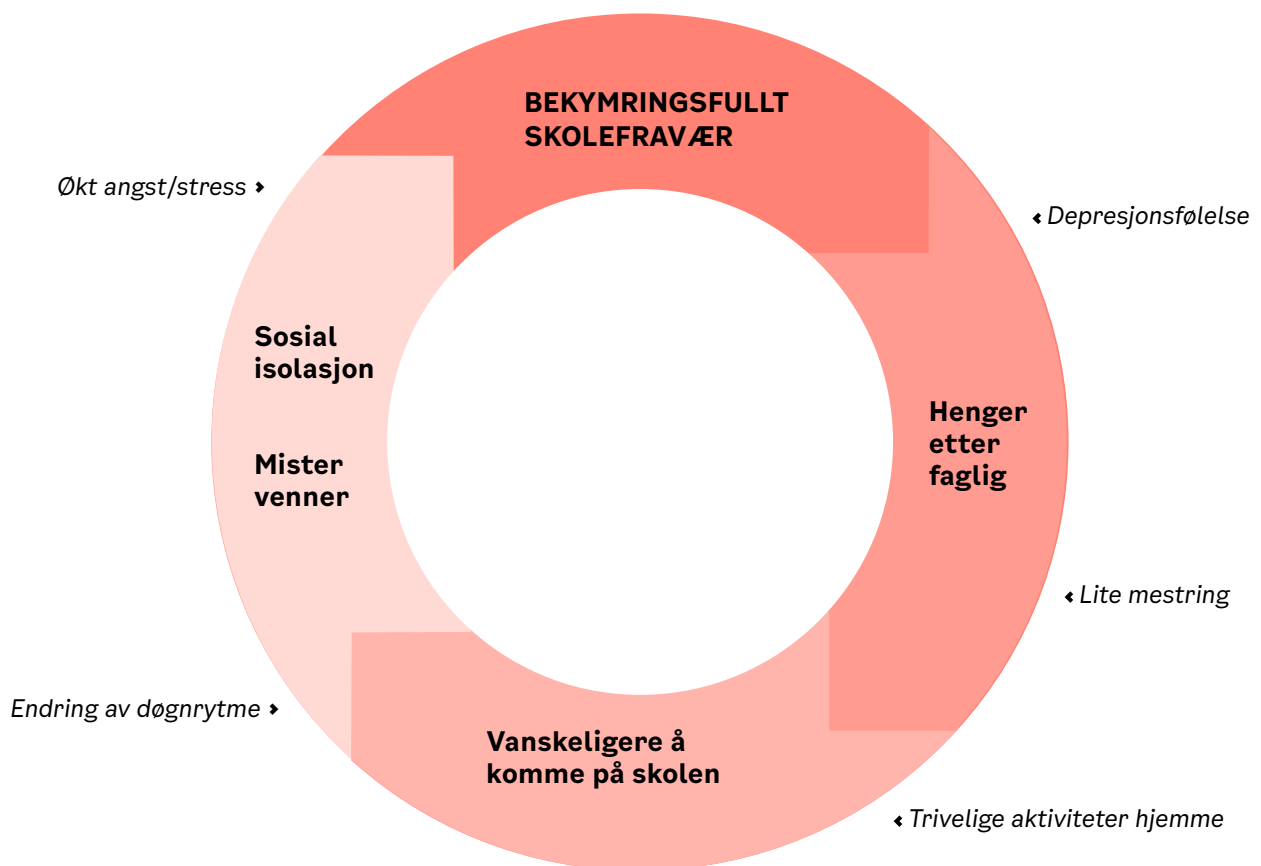 BEKYMRINGSFULLT
SKOLEFRAVÆR
Økt angst/stress
Depresjonsfølelse
Sosial
isolasjon
Mister
venner
Henger
etter
faglig
Lite mestring
Endring av døgnrytme
Vanskeligere å
komme på skolen
Trivelige aktiviteter hjemme